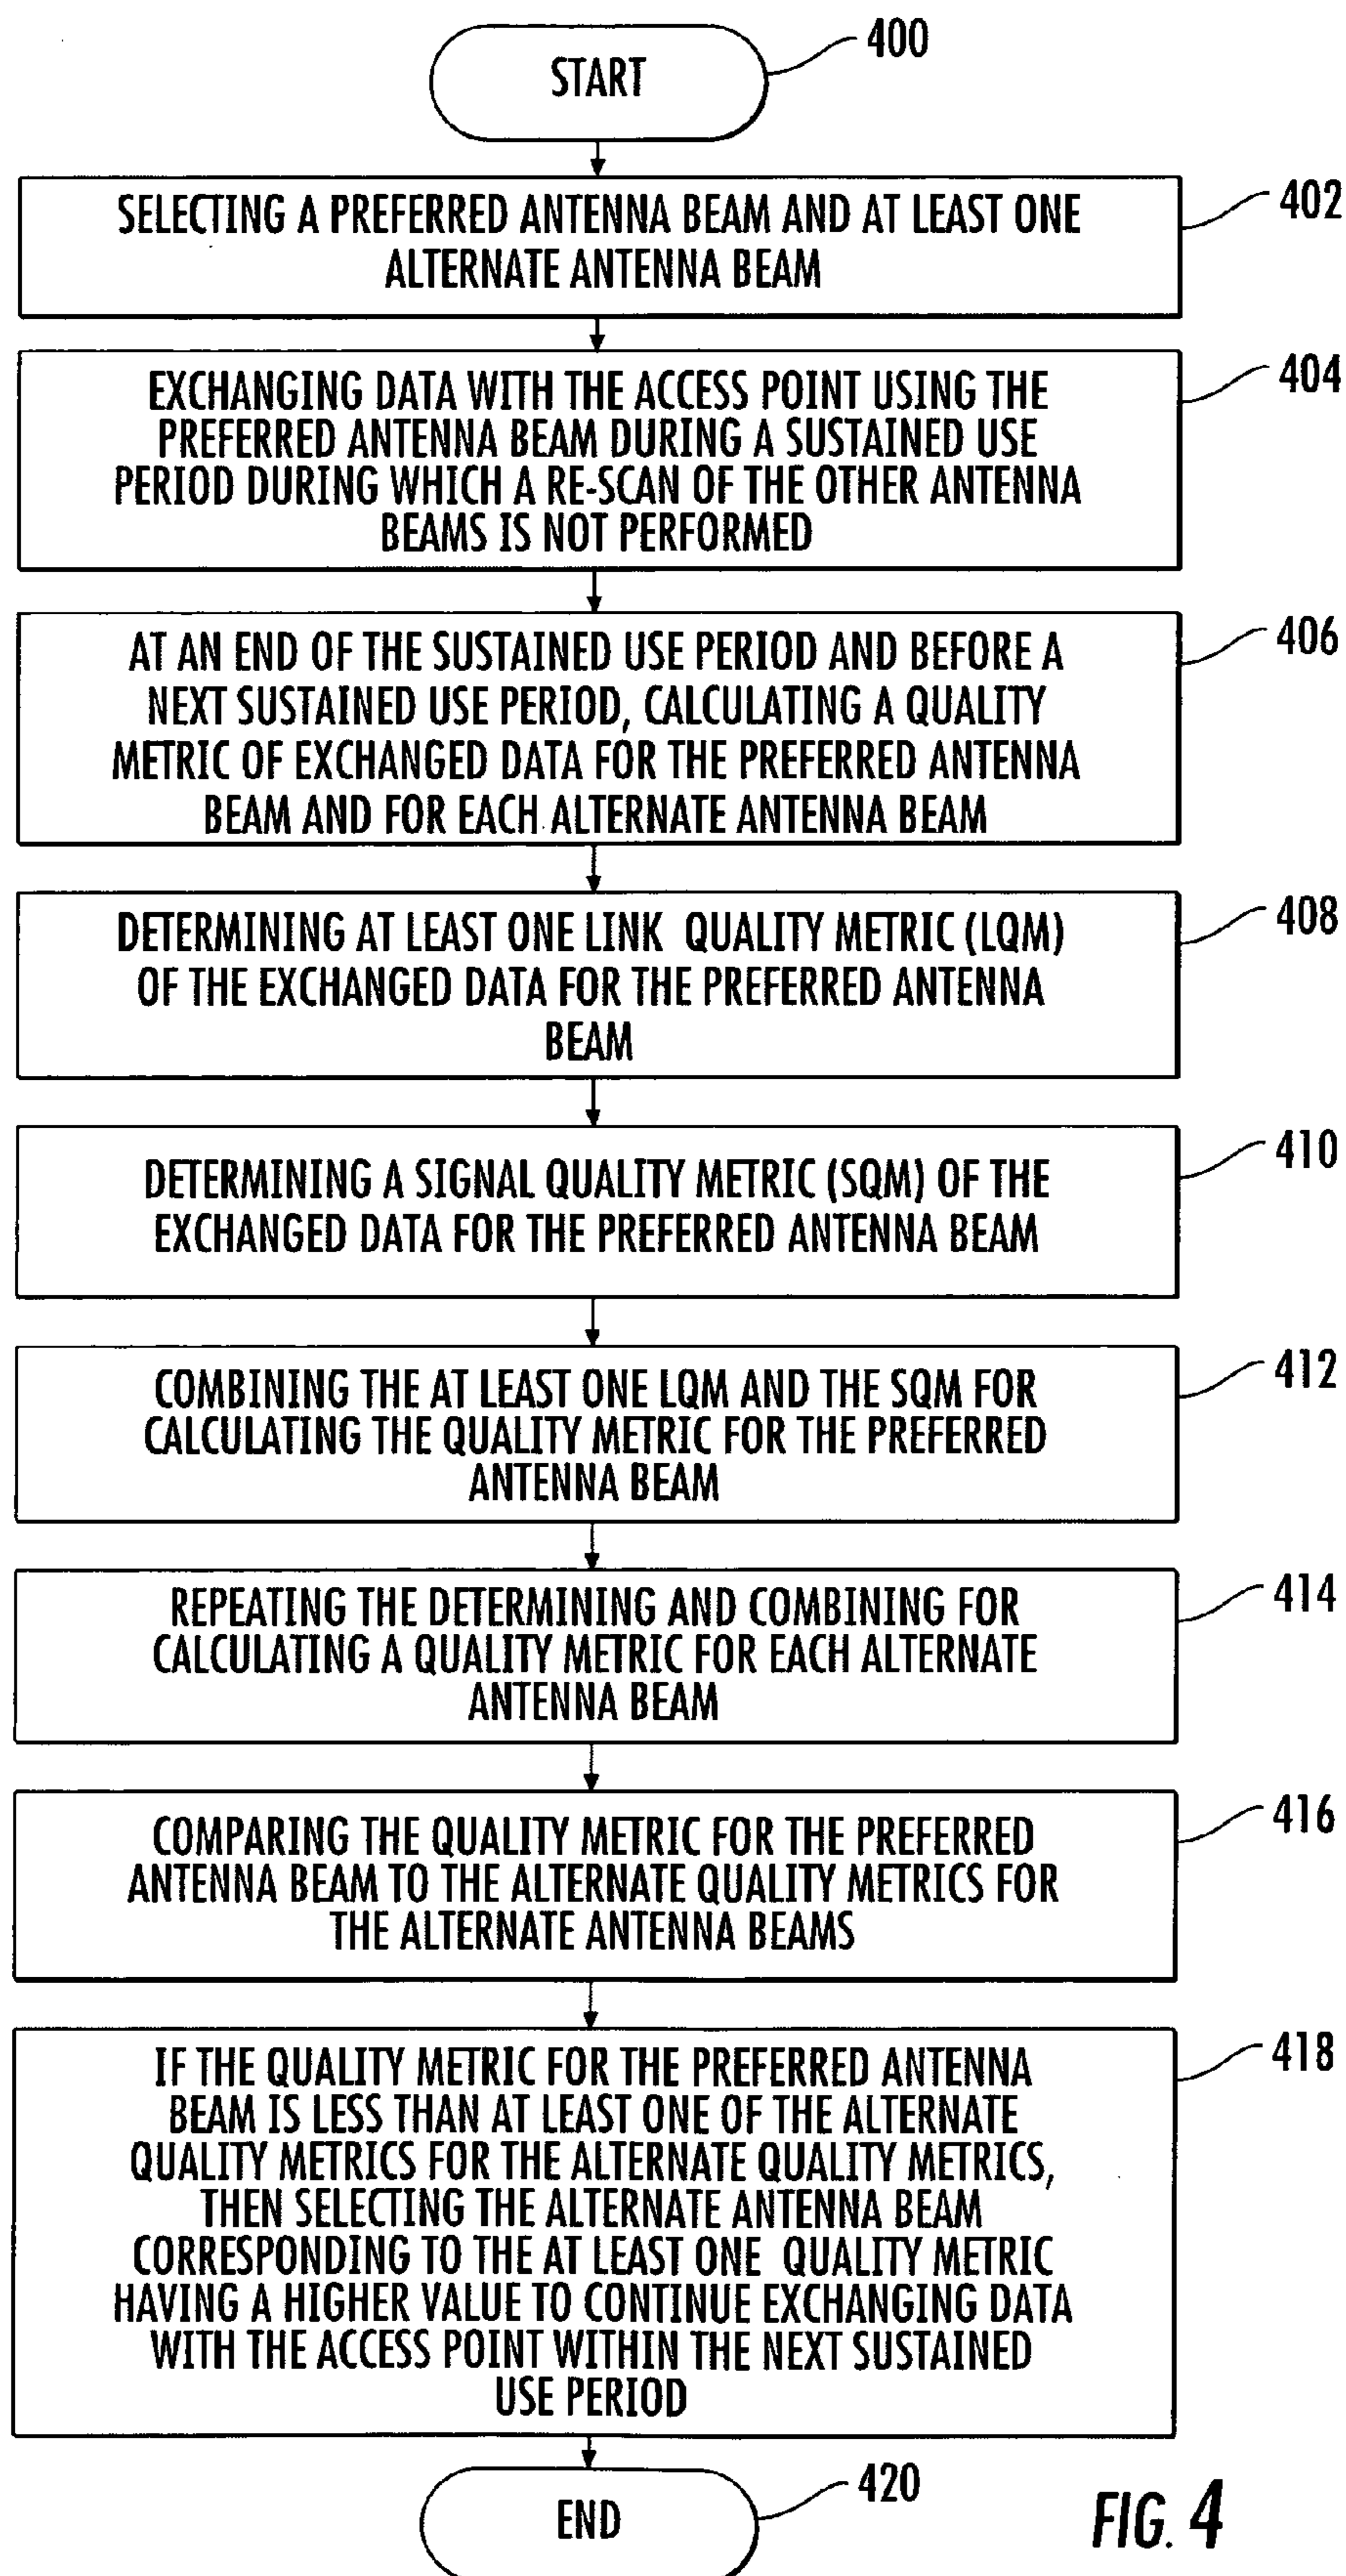 START
400
SELECTING A PREFERRED ANTENNA BEAM AND AT LEAST ONE
ALTERNATE ANTENNA BEAM
402
EXCHANGING DATA WITH THE ACCESS POINT USING THE
PREFERRED ANTENNA BEAM DURING A SUSTAINED USE
PERIOD DURING WHICH A RE-SCAN OF THE OTHER ANTENNA
BEAMS IS NOT PERFORMED
404
AT AN END OF THE SUSTAINED USE PERIOD AND BEFORE A
NEXT SUSTAINED USE PERIOD, CALCULATING A QUALITY
METRIC OF EXCHANGED DATA FOR THE PREFERRED ANTENNA
BEAM AND FOR EACH ALTERNATE ANTENNA BEAM
406
DETERMINING AT LEAST ONE LINK QUALITY METRIC (LQM)
OF THE EXCHANGED DATA FOR THE PREFERRED ANTENNA
BEAM
408
DETERMINING A SIGNAL QUALITY METRIC (SQM) OF THE
EXCHANGED DATA FOR THE PREFERRED ANTENNA BEAM
410
COMBINING THE AT LEAST ONE LQM AND THE SQM FOR
CALCULATING THE QUALITY METRIC FOR THE PREFERRED
ANTENNA BEAM
412
REPEATING THE DETERMINING AND COMBINING FOR
CALCULATING A QUALITY METRIC FOR EACH ALTERNATE
ANTENNA BEAM
414
COMPARING THE QUALITY METRIC FOR THE PREFERRED
ANTENNA BEAM TO THE ALTERNATE QUALITY METRICS FOR
THE ALTERNATE ANTENNA BEAMS
416
IF THE QUALITY METRIC FOR THE PREFERRED ANTENNA
BEAM IS LESS THAN AT LEAST ONE OF THE ALTERNATE
QUALITY METRICS FOR THE ALTERNATE QUALITY METRICS,
THEN SELECTING THE ALTERNATE ANTENNA BEAM
CORRESPONDING TO THE AT LEAST ONE QUALITY METRIC
HAVING A HIGHER VALUE TO CONTINUE EXCHANGING DATA
WITH THE ACCESS POINT WITHIN THE NEXT SUSTAINED
USE PERIOD
418
END
420
FIG. 4